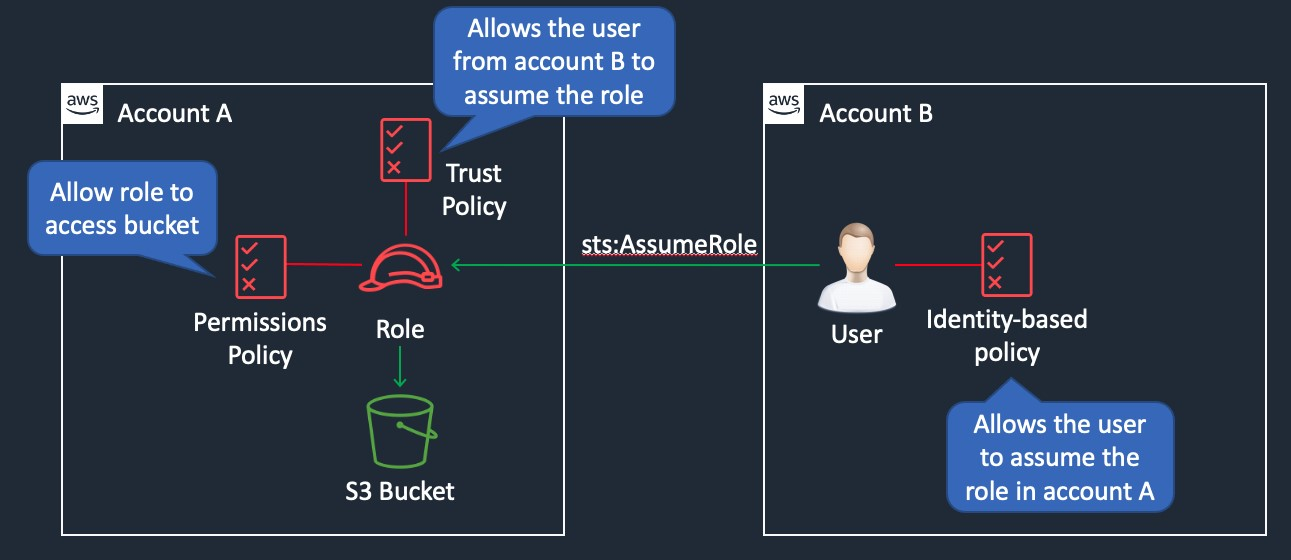 Allows the user
from account B to
assume the role
aws
Account A
aws
Account B
Trust
Policy
Allow role to
access bucket
sts:AssumeRole
Permissions
Policy
Role
User
Identity-based
policy
Allows the user
to assume the
role in account A
S3 Bucket